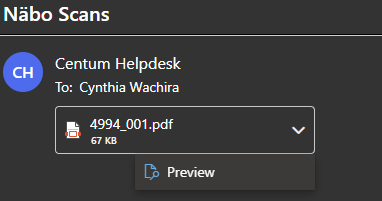 Näbo Scans
CH
Centum Helpdesk
To: Cynthia Wachira
4994_001.pdf
67 KB
Preview